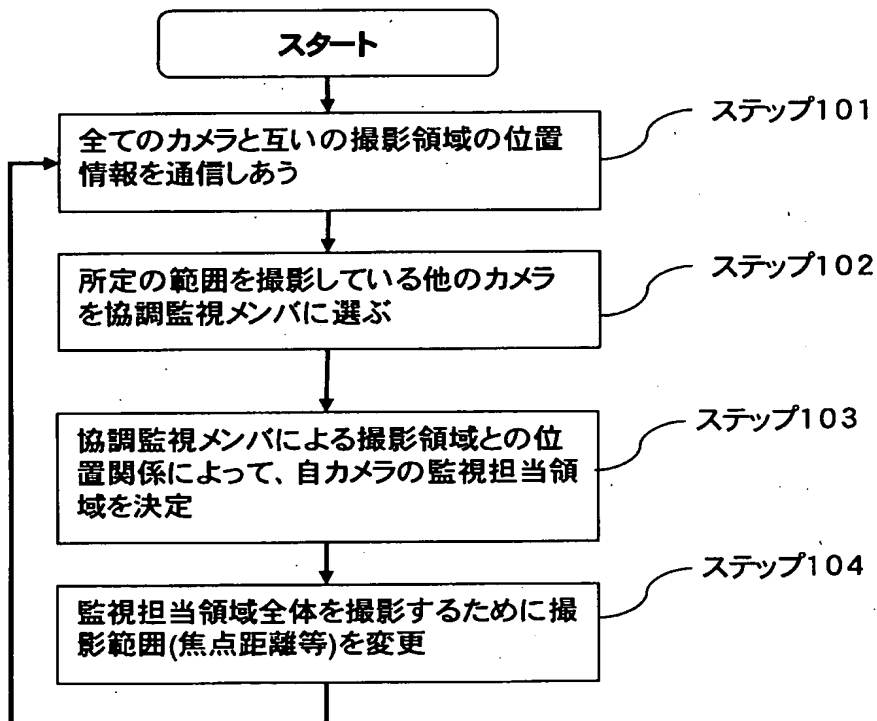 スタート
全てのカメラと互いの撮影領域の位置
情報を通信しあう
ステップ101
所定の範囲を撮影している他のカメラ
を協調監視メンバに選ぶ
ステップ102
協調監視メンバによる撮影領域との位
置関係によって、自カメラの監視担当領
域を決定
ステップ103
監視担当領域全体を撮影するために撮
影範囲(焦点距離等)を変更
ステップ104